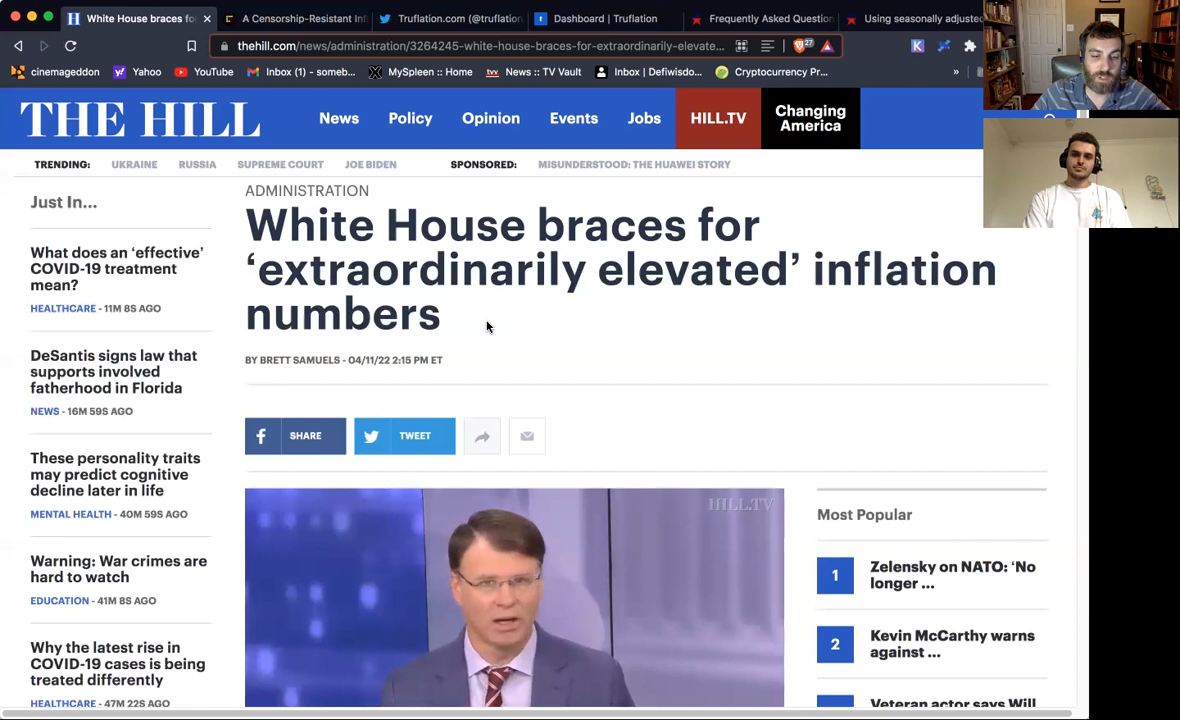 White House braces fo
A Censorship-Resistant Inf
Truflation.com (@truflation
Dashboard | Truflation
Frequently Asked Question
Using seasonally adjusted
thehill.com/news/administration/3264245-white-house-braces-for-extraordinarily-elevate...
27
cinemageddon
Yahoo
YouTube
Inbox (1) - someb...
MySpleen :: Home
tvv
News :: TV Vault
Inbox | Defiwisdo...
Cryptocurrency Pr...
»
THE HILL
News
Policy
Opinion
Events
Jobs
HILL.TV
Changing
America
TRENDING:
UKRAINE
RUSSIA
SUPREME COURT
JOE BIDEN
SPONSORED:
MISUNDERSTOOD: THE HUAWEI STORY
Just In...
What does an ‘effective’
COVID-19 treatment
mean?
HEALTHCARE - 11M 8S AGO
DeSantis signs law that
supports involved
fatherhood in Florida
NEWS - 16M 59S AGO
These personality traits
may predict cognitive
decline later in life
MENTAL HEALTH - 40M 59S AGO
Warning: War crimes are
hard to watch
EDUCATION - 41M 8S AGO
Why the latest rise in
COVID-19 cases is being
treated differently
HEALTHCARE - 47M 22S AGO
ADMINISTRATION
White House braces for
‘extraordinarily elevated’ inflation
numbers
BY BRETT SAMUELS - 04/11/22 2:15 PM ET
SHARE
TWEET
HILL.TV
Most Popular
1
Zelensky on NATO: ‘No
longer ...
2
Kevin McCarthy warns
against ...
Veteran actor says Will